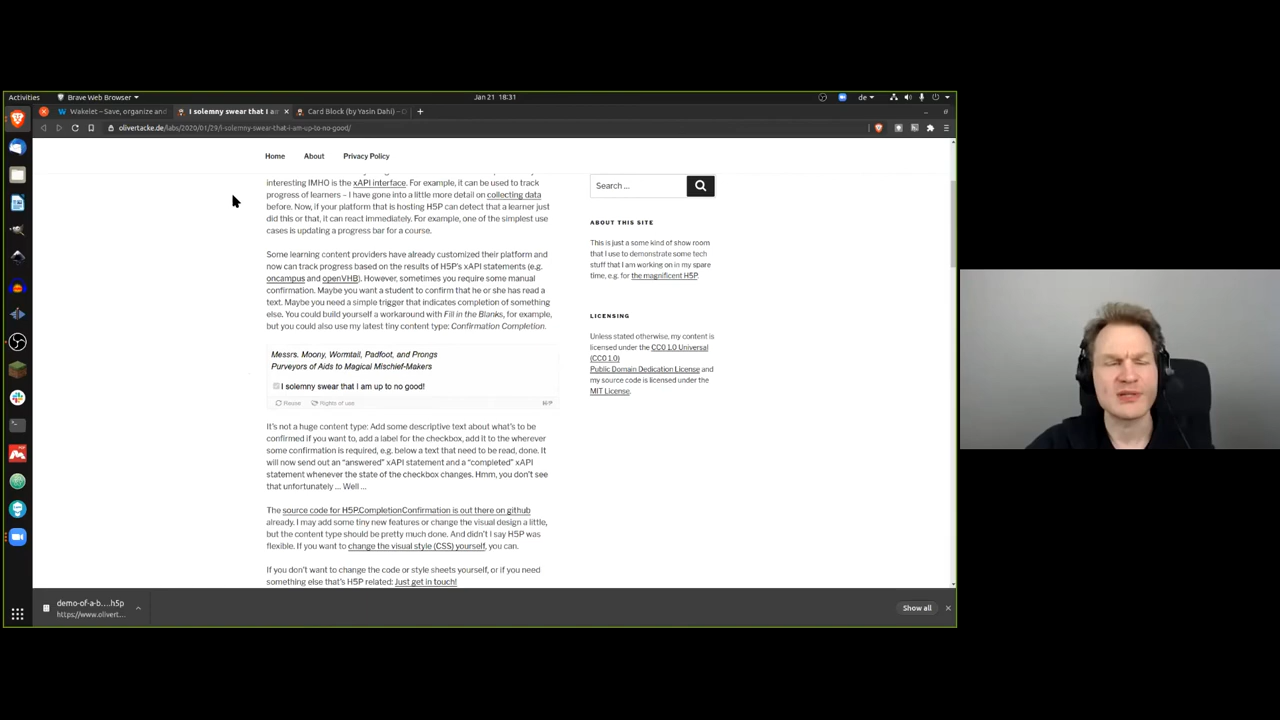 Activities
Brave Web Browser
Jan 21 18:31
de
Wakelet – Save, organize and
I solemny swear that I a
Card Block (by Yasin Dahi) – O
olivertacke.de/labs/2020/01/29/i-solemny-swear-that-i-am-up-to-no-good/
Home
About
Privacy Policy
interesting IMHO is the xAPI interface. For example, it can be used to track
progress of learners – I have gone into a little more detail on collecting data
before. Now, if your platform that is hosting H5P can detect that a learner just
did this or that, it can react immediately. For example, one of the simplest use
cases is updating a progress bar for a course.
Some learning content providers have already customized their platform and
now can track progress based on the results of H5P's xAPI statements (e.g.
oncampus and openVHB). However, sometimes you require some manual
confirmation. Maybe you want a student to confirm that he or she has read a
text. Maybe you need a simple trigger that indicates completion of something
else. You could build yourself a workaround with Fill in the Blanks, for example,
but you could also use my latest tiny content type: Confirmation Completion.
Messrs. Moony, Wormtail, Padfoot, and Prongs
Purveyors of Aids to Magical Mischief-Makers
I solemny swear that I am up to no good!
Reuse
Rights of use
H5P
It's not a huge content type: Add some descriptive text about what's to be
confirmed if you want to, add a label for the checkbox, add it to the wherever
some confirmation is required, e.g. below a text that need to be read, done. It
will now send out an "answered" xAPI statement and a "completed" xAPI
statement whenever the state of the checkbox changes. Hmm, you don't see
that unfortunately … Well …
The source code for H5P.CompletionConfirmation is out there on github
already. I may add some tiny new features or change the visual design a little,
but the content type should be pretty much done. And didn't I say H5P was
flexible. If you want to change the visual style (CSS) yourself, you can.
If you don't want to change the code or style sheets yourself, or if you need
something else that's H5P related: Just get in touch!
Search …
ABOUT THIS SITE
This is just a some kind of show room
that I use to demonstrate some tech
stuff that I am working on in my spare
time, e.g. for the magnificent H5P.
LICENSING
Unless stated otherwise, my content is
licensed under the CC0 1.0 Universal
(CC0 1.0)
Public Domain Dedication License and
my source code is licensed under the
MIT License.
demo-of-a-b....h5p
https://www.olivert...
Show all